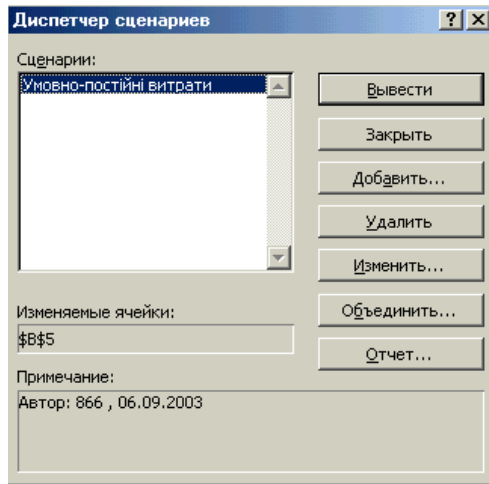 Диспетчер сценариев
Сценарии:
Умовно-постійні витрати
Вывести
Закрыть
Добавить...
Удалить
Изменить...
Объединить...
Отчет...
Изменяемые ячейки:
$B$5
Примечание:
Автор: 866 , 06.09.2003